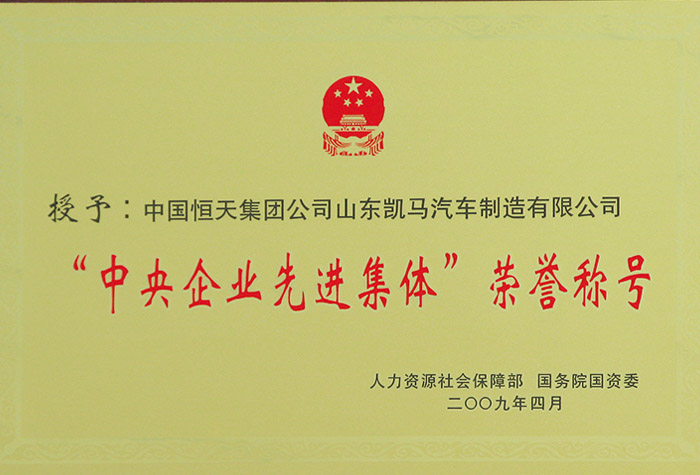 授予：中国恒天集团公司山东凯马汽车制造有限公司
“中央企业先进集体”荣誉称号
人力资源社会保障部 国务院国资委
二〇〇九年四月